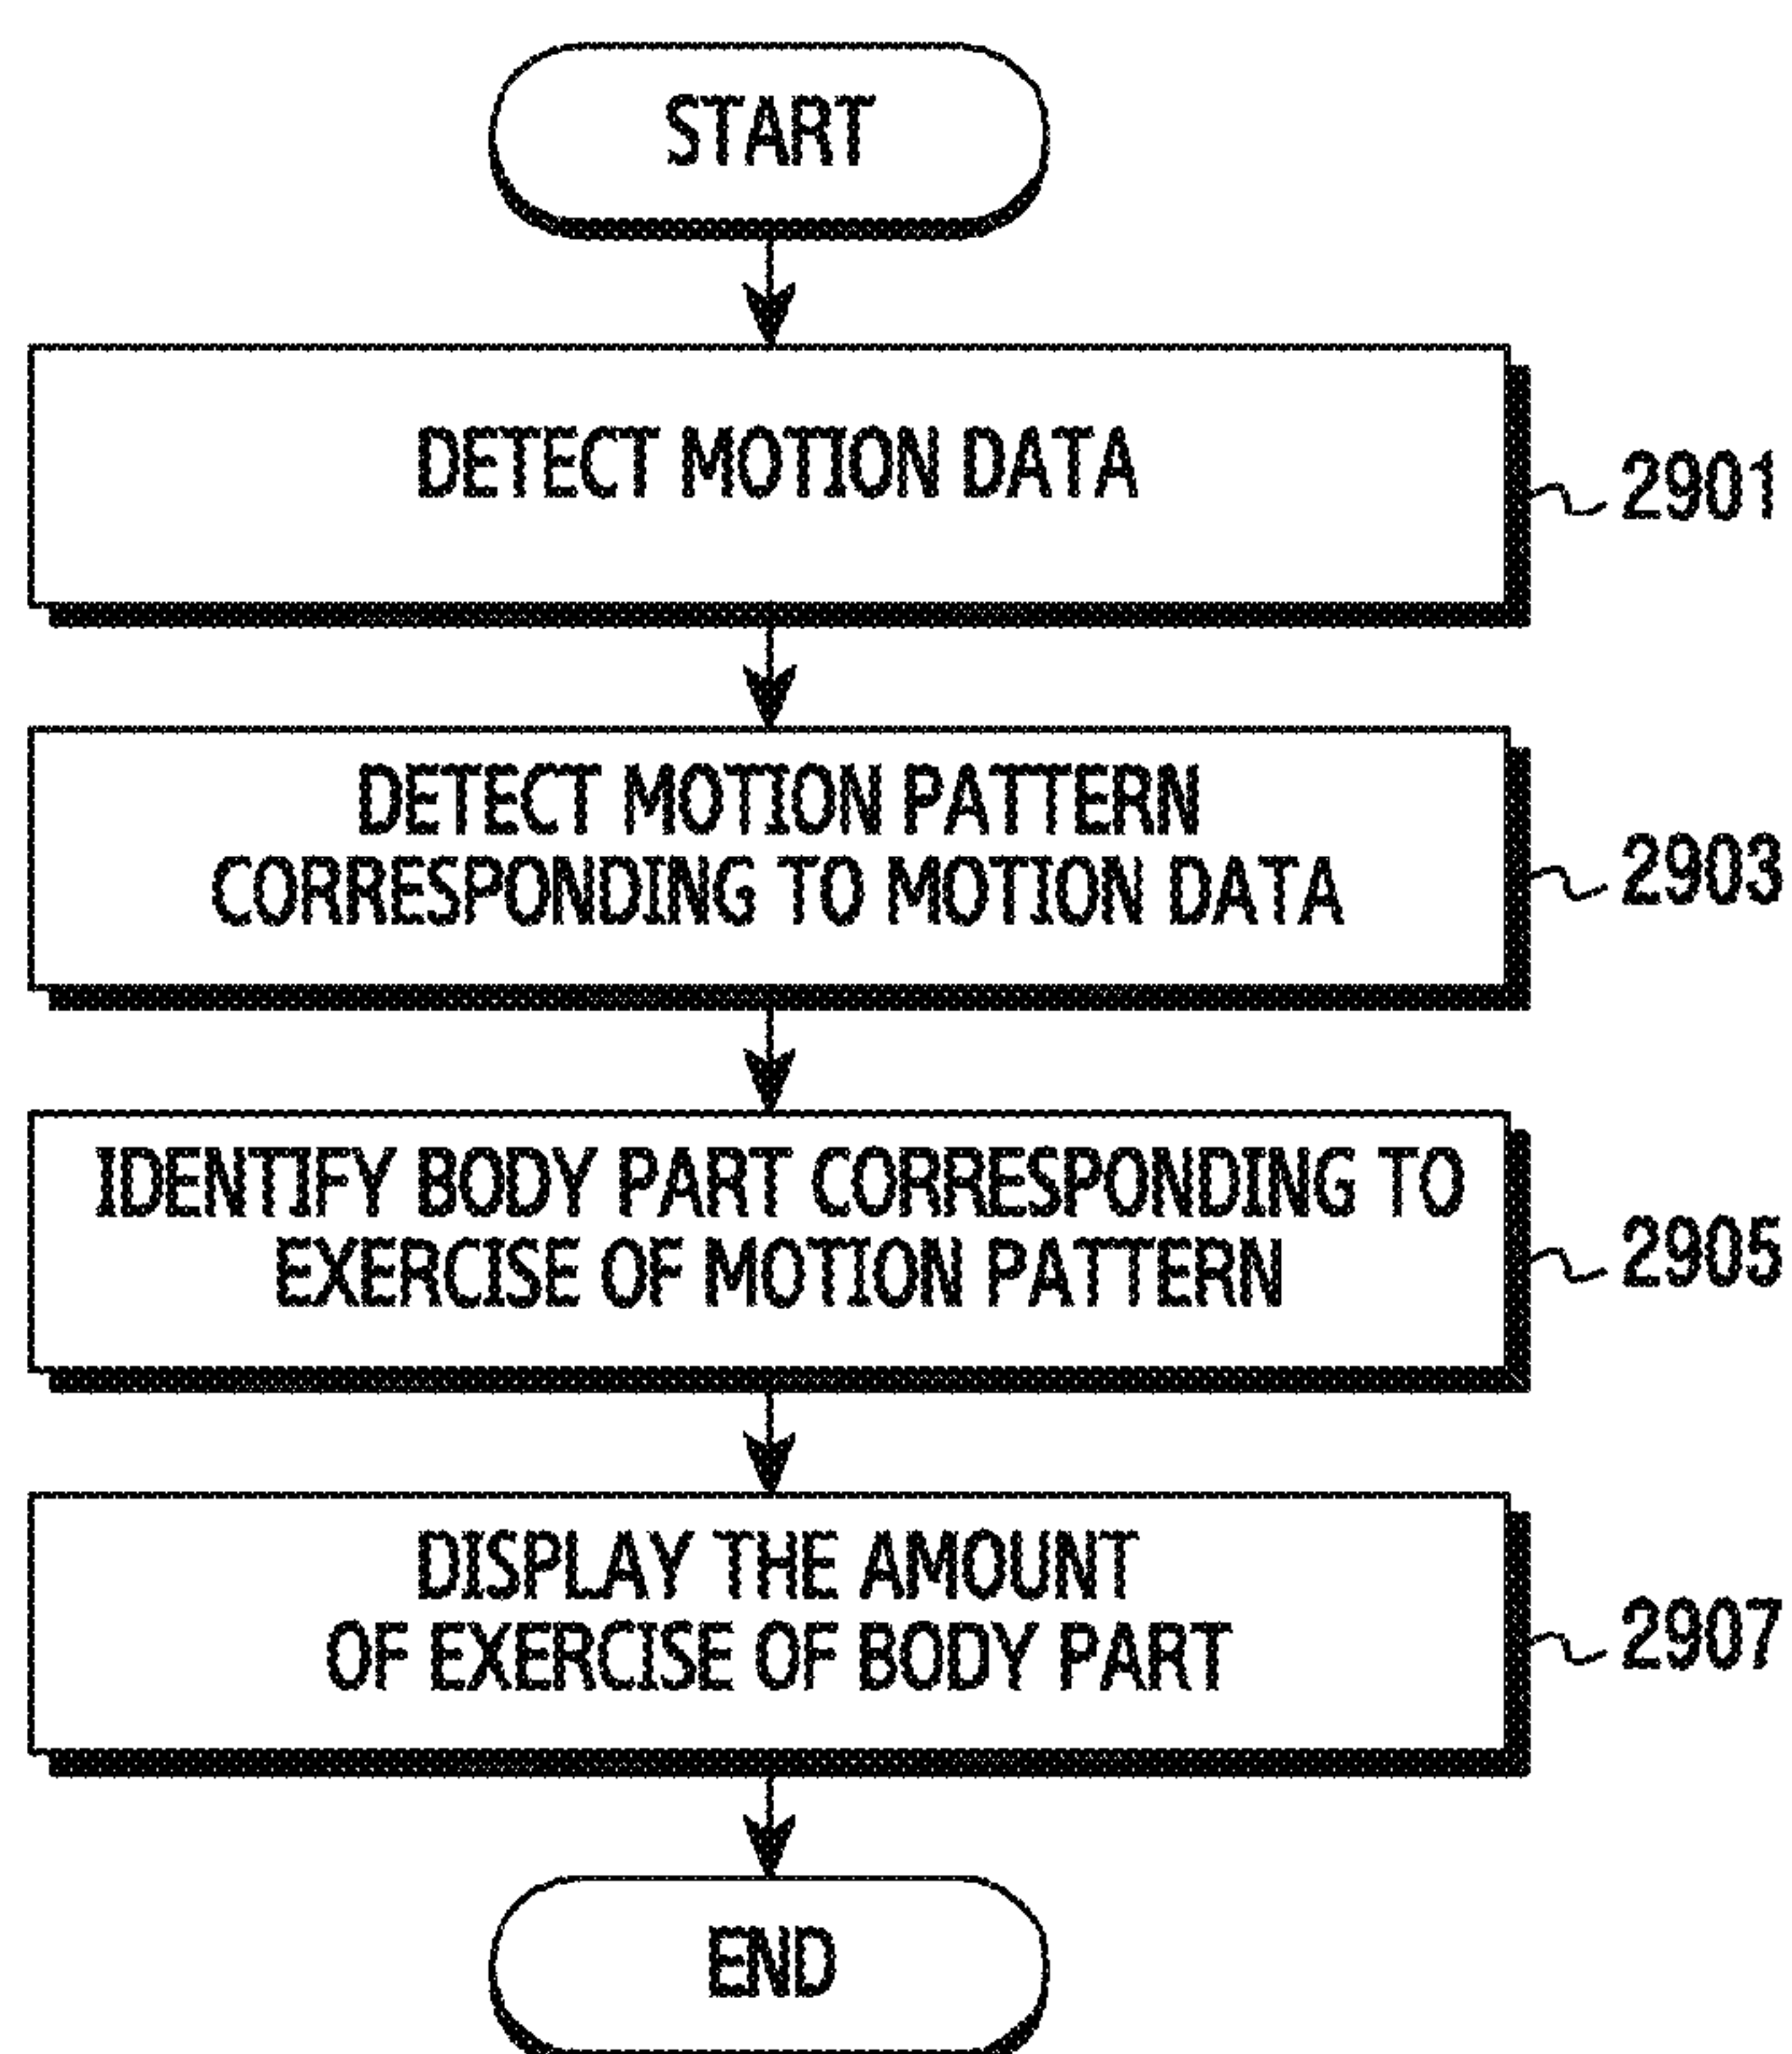 START
DETECT MOTION DATA
2901
DETECT MOTION PATTERN
CORRESPONDING TO MOTION DATA
2903
IDENTIFY BODY PART CORRESPONDING TO
EXERCISE OF MOTION PATTERN
2905
DISPLAY THE AMOUNT
OF EXERCISE OF BODY PART
2907
END